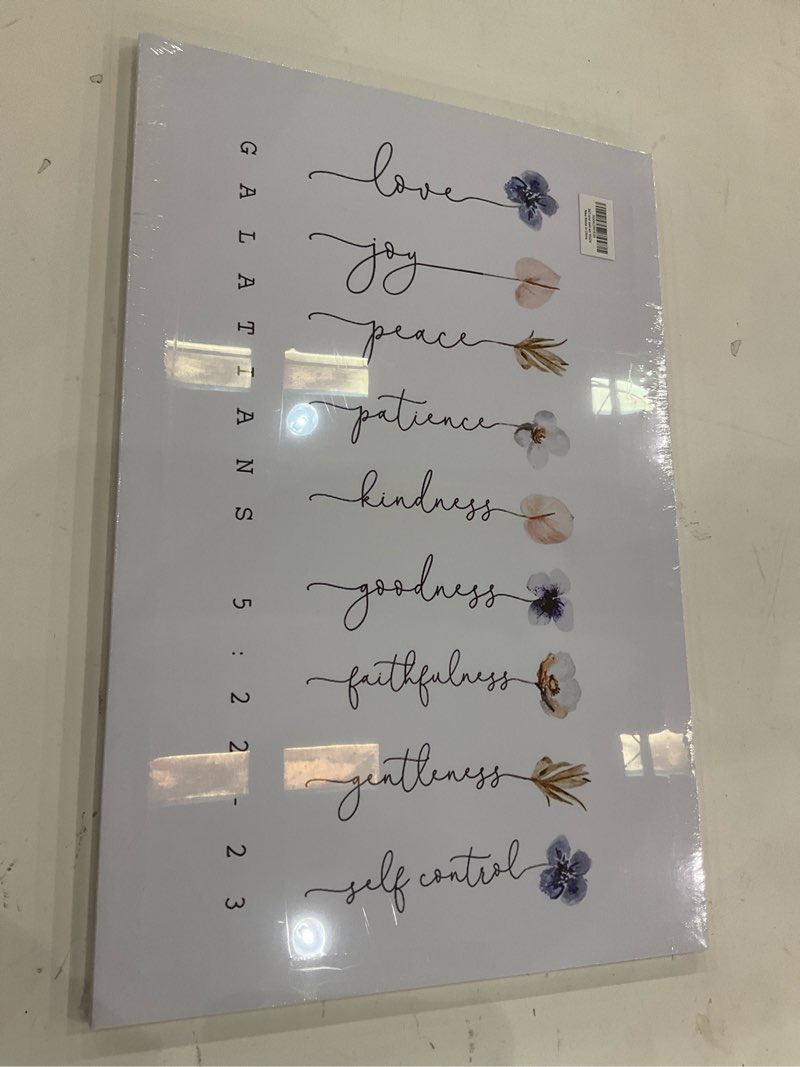 love
joy
peace
patience
kindness
goodness
faithfulness
gentleness
self control
GALATIANS 5:22-23